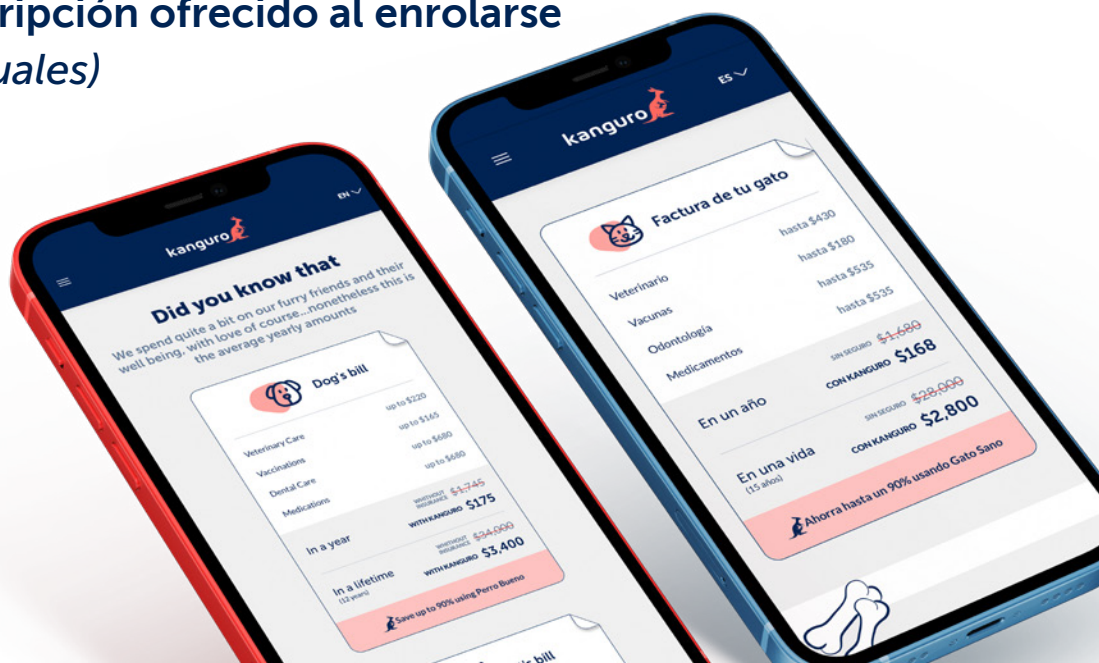 ripción ofrecido al enrolarse
uales)
kanguro
EN
Did you know that
We spend quite a bit on our furry friends and their
well being, with love of course...nonetheless this is
the average yearly amounts
Dog's bill
Veterinary Care up to $220
Vaccinations up to $165
Dental Care up to $680
Medications up to $680
In a year
WHITHOUT
INSURANCE $1,745
WITH KANGURO $175
In a lifetime
(12 years)
WHITHOUT
INSURANCE $34,000
WITH KANGURO $3,400
Save up to 90% using Perro Bueno
's bill
kanguro
ES
Factura de tu gato
Veterinario hasta $430
Vacunas hasta $180
Odontología hasta $535
Medicamentos hasta $535
En un año
SIN SEGURO $1,680
CON KANGURO $168
En una vida
(15 años)
SIN SEGURO $28,000
CON KANGURO $2,800
Ahorra hasta un 90% usando Gato Sano